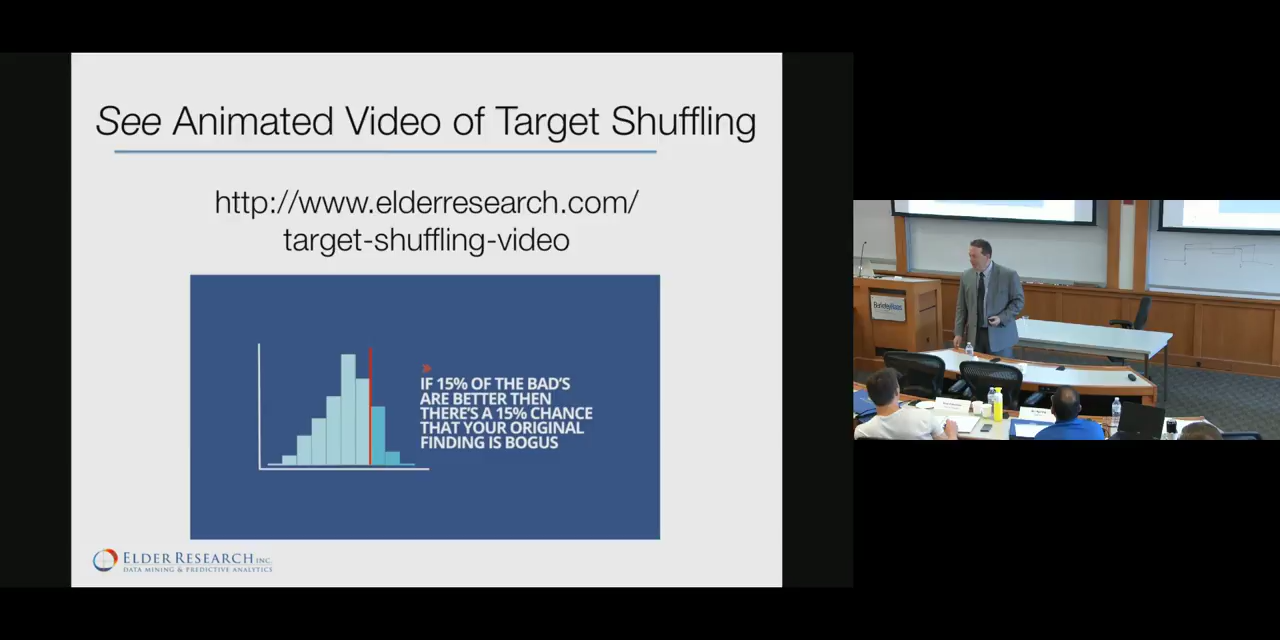 See Animated Video of Target Shuffling
http://www.elderresearch.com/
target-shuffling-video
IF 15% OF THE BAD'S
ARE BETTER THEN
THERE'S A 15% CHANCE
THAT YOUR ORIGINAL
FINDING IS BOGUS
ELDER RESEARCH INC.
DATA MINING & PREDICTIVE ANALYTICS
BerkeleyHaas